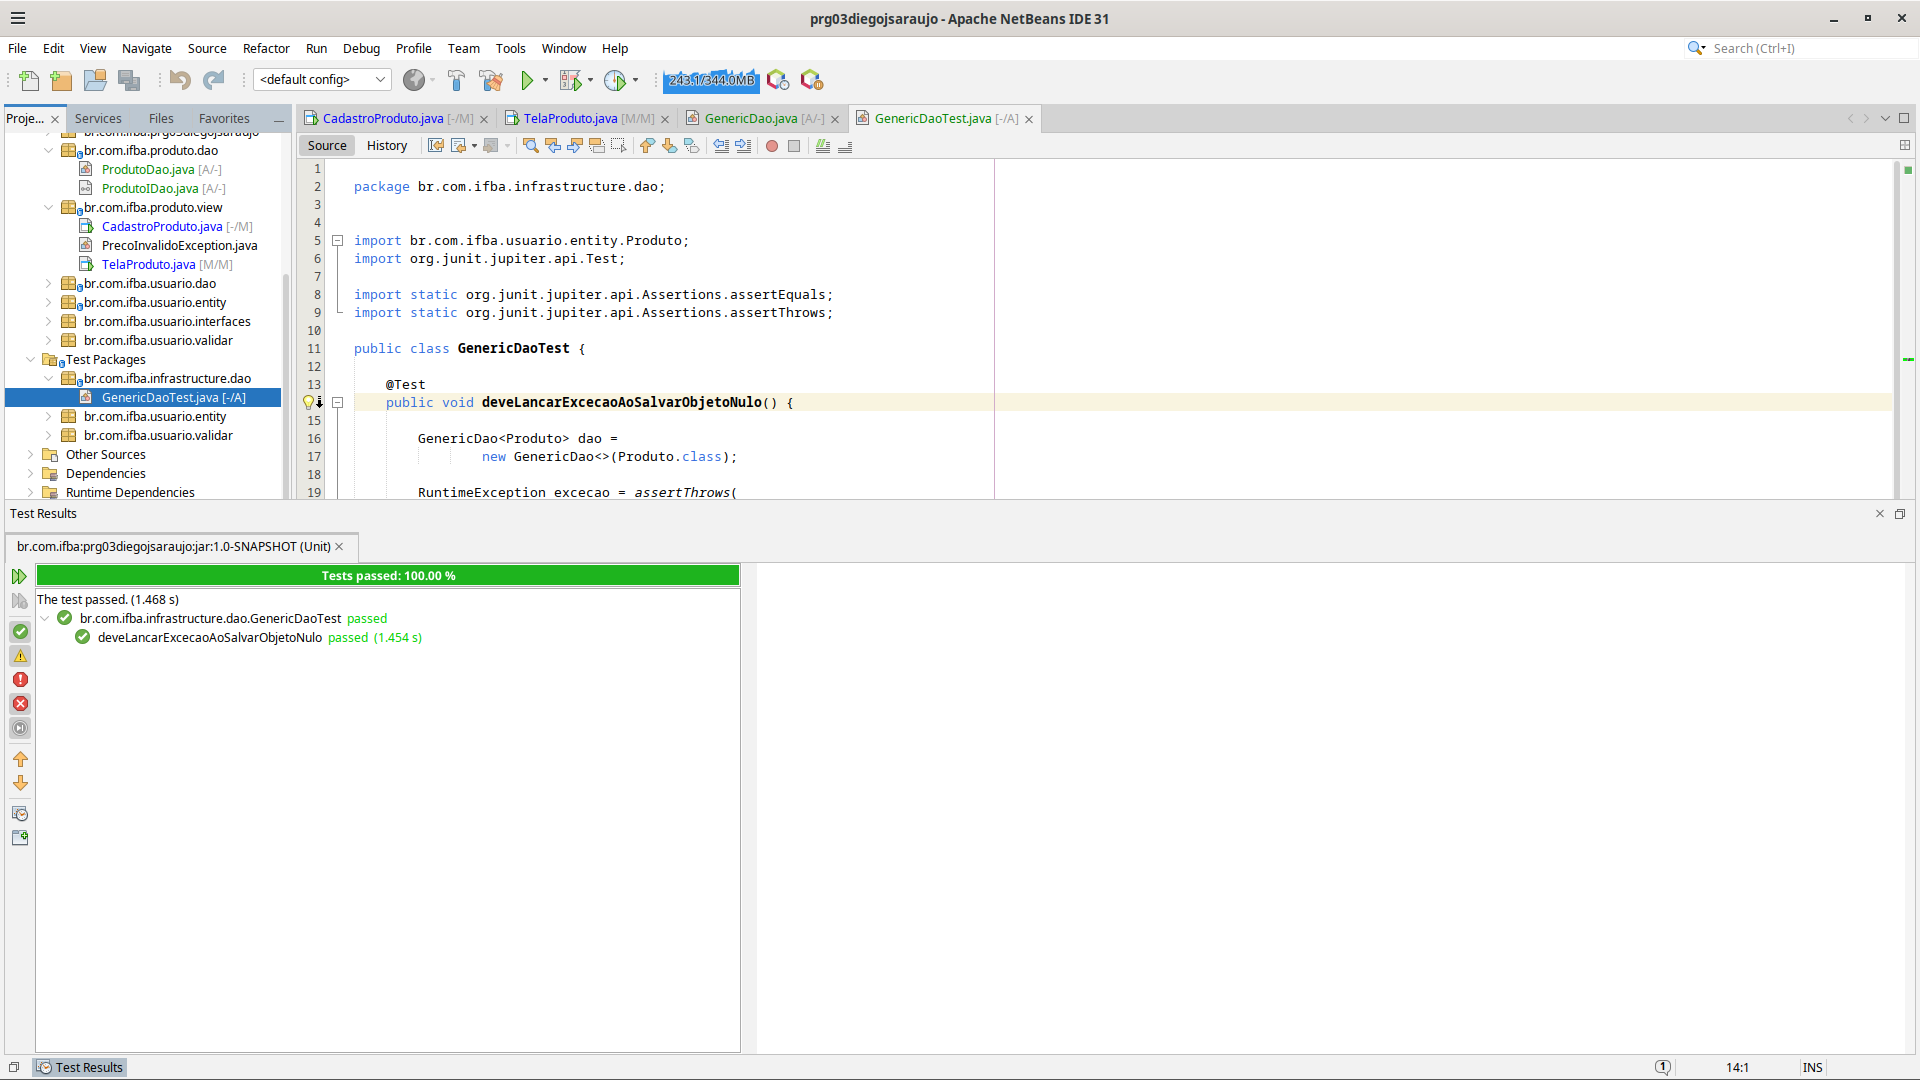 prg03diegojsaraujo - Apache NetBeans IDE 31
File Edit View Navigate Source Refactor Run Debug Profile Team Tools Window Help
Search (Ctrl+I)
<default config>
243.1/344.0MB
Proje... Services Files Favorites
CadastroProduto.java [-/M] TelaProduto.java [M/M] GenericDao.java [A/-] GenericDaoTest.java [-/A]
Source History
br.com.ifba.prg03diegojsaraujo
br.com.ifba.produto.dao
ProdutoDao.java [A/-]
ProdutoIDao.java [A/-]
br.com.ifba.produto.view
CadastroProduto.java [-/M]
PrecoInvalidoException.java
TelaProduto.java [M/M]
br.com.ifba.usuario.dao
br.com.ifba.usuario.entity
br.com.ifba.usuario.interfaces
br.com.ifba.usuario.validar
Test Packages
br.com.ifba.infrastructure.dao
GenericDaoTest.java [-/A]
br.com.ifba.usuario.entity
br.com.ifba.usuario.validar
Other Sources
Dependencies
Runtime Dependencies
1
2 package br.com.ifba.infrastructure.dao;
3
4
5 import br.com.ifba.usuario.entity.Produto;
6 import org.junit.jupiter.api.Test;
7
8 import static org.junit.jupiter.api.Assertions.assertEquals;
9 import static org.junit.jupiter.api.Assertions.assertThrows;
10
11 public class GenericDaoTest {
12
13 @Test
public void deveLancarExcecaoAoSalvarObjetoNulo() {
15
16 GenericDao<Produto> dao =
17 new GenericDao<>(Produto.class);
18
19 RuntimeException excecao = assertThrows(
Test Results
br.com.ifba:prg03diegojsaraujo:jar:1.0-SNAPSHOT (Unit)
Tests passed: 100.00 %
The test passed. (1.468 s)
br.com.ifba.infrastructure.dao.GenericDaoTest passed
deveLancarExcecaoAoSalvarObjetoNulo passed (1.454 s)
Test Results
1
14:1
INS